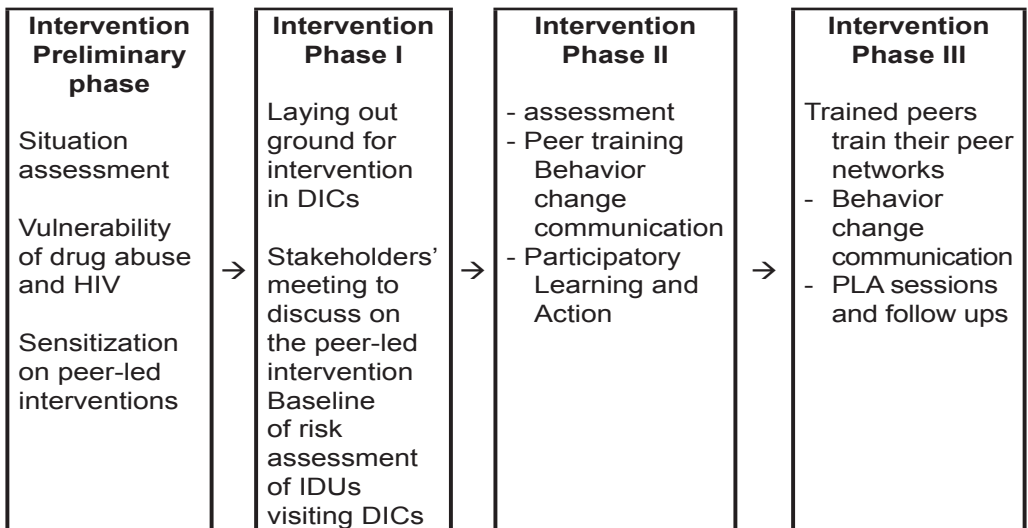 Intervention
Preliminary
phase
Situation
assessment
Vulnerability
of drug abuse
and HIV
Sensitization
on peer-led
interventions
→
Intervention
Phase I
Laying out
ground for
intervention
in DICs
Stakeholders’
meeting to
discuss on
the peer-led
intervention
Baseline
of risk
assessment
of IDUs
visiting DICs
→
Intervention
Phase II
- assessment
- Peer training
Behavior
change
communication
- Participatory
Learning and
Action
→
Intervention
Phase III
Trained peers
train their peer
networks
- Behavior
change
communication
- PLA sessions
and follow ups